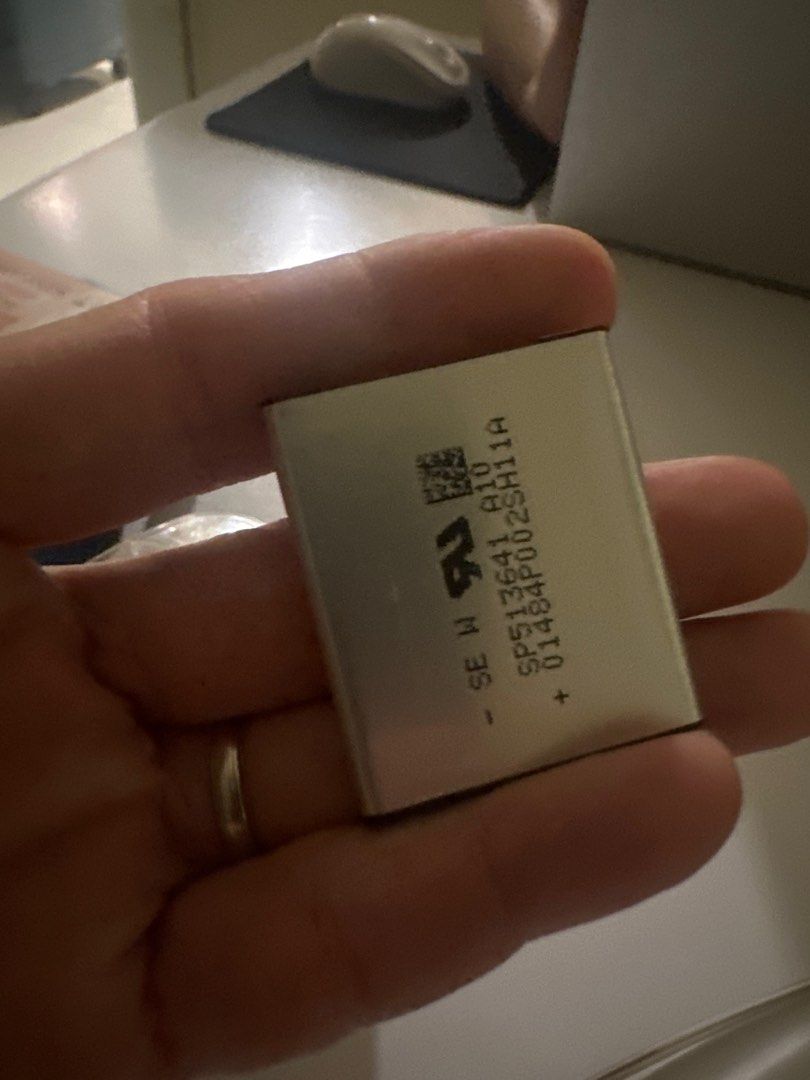 - SE W
SP513641 A10
+ 01484P002SH11A